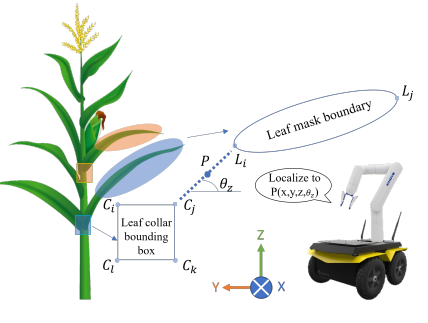 L_j
Leaf mask boundary
L_i
P
θ_z
Localize to
P(x,y,z,θ_z)
C_i
C_j
Leaf collar
bounding
box
C_l
C_k
Z
Y
X